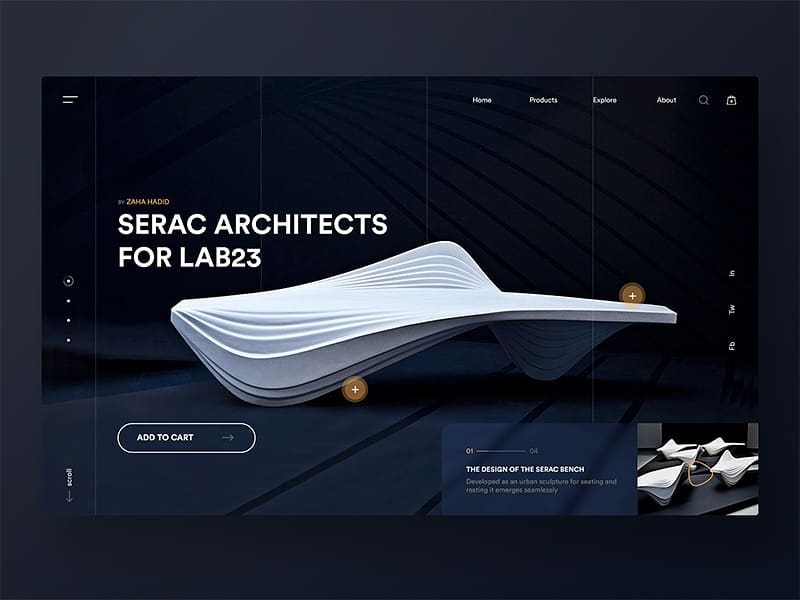 Home Products Explore About
BY ZAHA HADID
SERAC ARCHITECTS
FOR LAB23
In
Tw
Fb
ADD TO CART
scroll
01 04
THE DESIGN OF THE SERAC BENCH
Developed as an urban sculpture for seating and
resting it emerges seamlessly